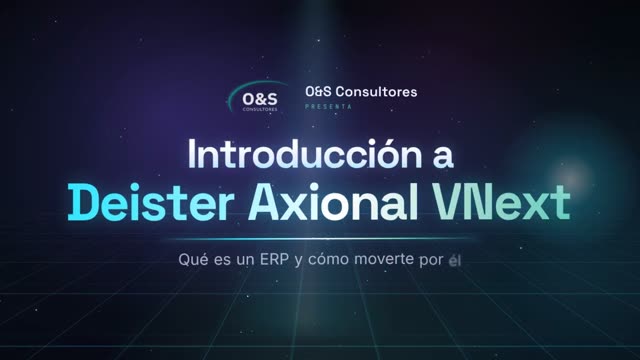 O&S
CONSULTORES
O&S Consultores
PRESENTA
Introducción a
Deister Axional VNext
Qué es un ERP y cómo moverte por él